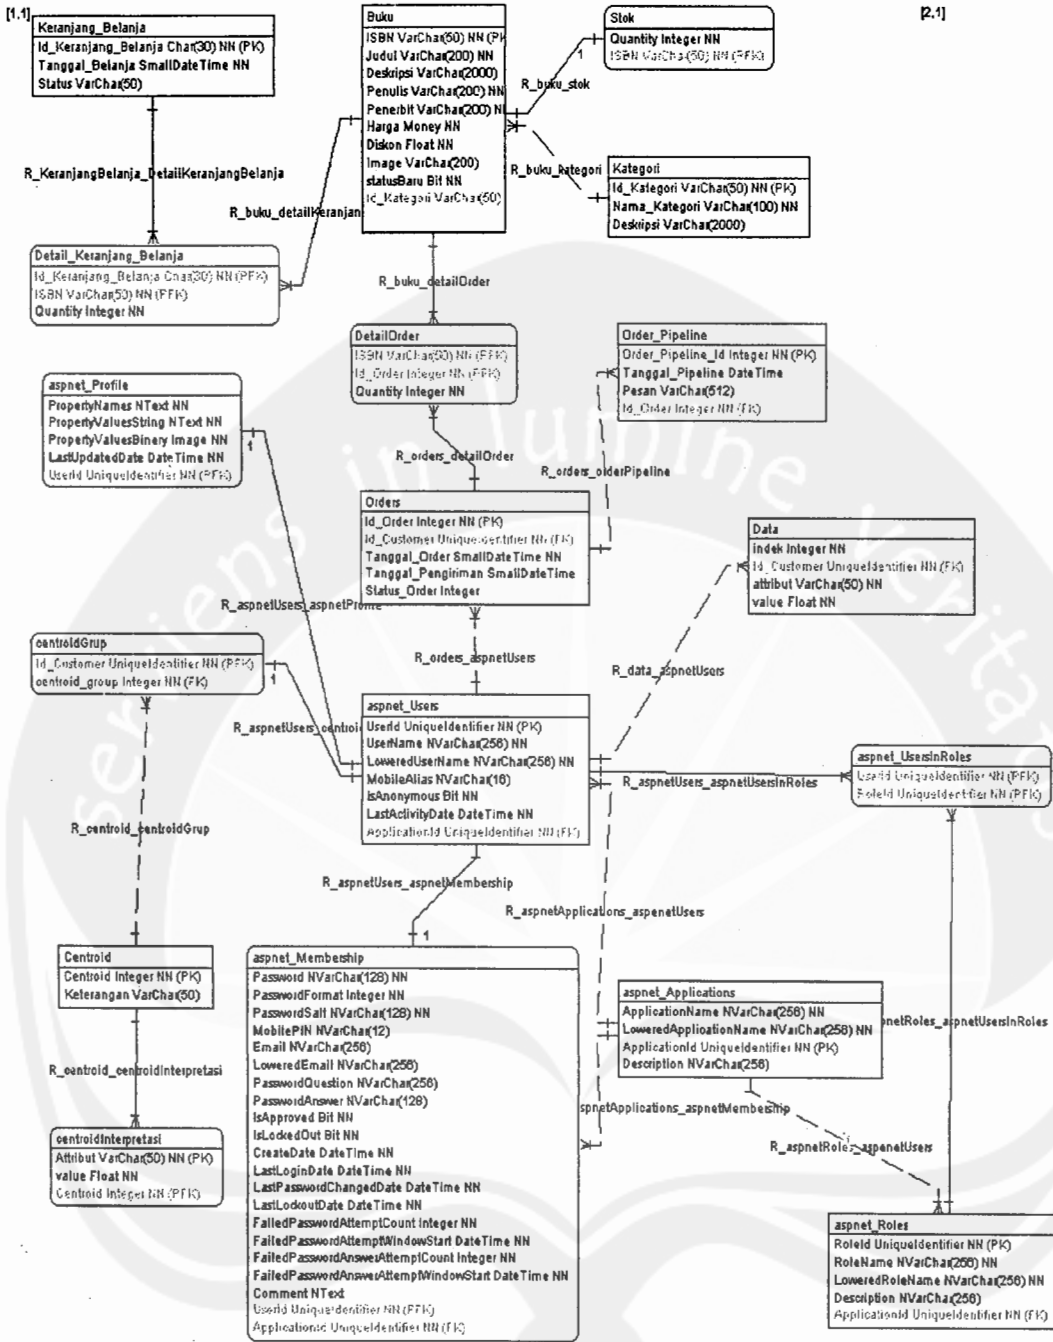 [1.1]
[2.1]
Keranjang_Belanja
Id_Keranjang_Belanja Char(30) NN (PK)
Tanggal_Belanja SmallDateTime NN
Status VarChar(50)
R_KeranjangBelanja_DetailKeranjangBelanja
Detail_Keranjang_Belanja
Id_Keranjang_Belanja Char(30) NN (PFK)
ISBN VarChar(50) NN (PFK)
Quantity Integer NN
Buku
ISBN VarChar(50) NN (PK
Judul VarChar(200) NN
Deskripsi VarChar(2000)
Penulis VarChar(200) NN
Penerbit VarChar(200) N
Harga Money NN
Diskon Float NN
Image VarChar(200)
statusBaru Bit NN
Id_Kategori VarChar(50)
R_buku_detailKeranjan
R_buku_stok
1
Stok
Quantity Integer NN
ISBN VarChar(50) NN (PFK)
R_buku_kategori
Kategori
Id_Kategori VarChar(50) NN (PK)
Nama_Kategori VarChar(100) NN
Deskripsi VarChar(2000)
R_buku_detailOrder
DetailOrder
ISBN VarChar(50) NN (PFK)
Id_Order Integer NN (PFK)
Quantity Integer NN
Order_Pipeline
Order_Pipeline_Id Integer NN (PK)
Tanggal_Pipeline DateTime
Pesan VarChar(512)
Id_Order Integer NN (FK)
aspnet_Profile
PropertyNames NText NN
PropertyValuesString NText NN
PropertyValuesBinary Image NN
LastUpdatedDate DateTime NN
UserId UniqueIdentifier NN (PFK)
1
R_orders_detailOrder
R_orders_orderPipeline
Orders
Id_Order Integer NN (PK)
Id_Customer UniqueIdentifier NN (FK)
Tanggal_Order SmallDateTime NN
Tanggal_Pengiriman SmallDateTime
Status_Order Integer
Data
indek Integer NN
Id_Customer UniqueIdentifier NN (FK)
attribut VarChar(50) NN
value Float NN
R_aspnetUsers_aspnetProfile
centroidGrup
Id_Customer UniqueIdentifier NN (PFK)
centroid_group Integer NN (FK)
1
R_orders_aspnetUsers
R_data_aspnetUsers
R_aspnetUsers_centroi
aspnet_Users
UserId UniqueIdentifier NN (PK)
UserName NVarChar(256) NN
LoweredUserName NVarChar(256) NN
MobileAlias NVarChar(16)
IsAnonymous Bit NN
LastActivityDate DateTime NN
ApplicationId UniqueIdentifier NN (FK)
R_aspnetUsers_aspnetUsersInRoles
aspnet_UsersInRoles
UserId UniqueIdentifier NN (PFK)
RoleId UniqueIdentifier NN (PFK)
R_centroid_centroidGrup
R_aspnetUsers_aspnetMembership
R_aspnetApplications_aspenetUsers
1
Centroid
Centroid Integer NN (PK)
Keterangan VarChar(50)
R_centroid_centroidInterpretasi
centroidInterpretasi
Attribut VarChar(50) NN (PK)
value Float NN
Centroid Integer NN (PFK)
aspnet_Membership
Password NVarChar(128) NN
PasswordFormat Integer NN
PasswordSalt NVarChar(128) NN
MobilePIN NVarChar(12)
Email NVarChar(256)
LoweredEmail NVarChar(256)
PasswordQuestion NVarChar(256)
PasswordAnswer NVarChar(128)
IsApproved Bit NN
IsLockedOut Bit NN
CreateDate DateTime NN
LastLoginDate DateTime NN
LastPasswordChangedDate DateTime NN
LastLockoutDate DateTime NN
FailedPasswordAttemptCount Integer NN
FailedPasswordAttemptWindowStart DateTime NN
FailedPasswordAnswerAttemptCount Integer NN
FailedPasswordAnswerAttemptWindowStart DateTime NN
Comment NText
UserId UniqueIdentifier NN (PFK)
ApplicationId UniqueIdentifier NN (FK)
aspnet_Applications
ApplicationName NVarChar(256) NN
LoweredApplicationName NVarChar(256) NN
ApplicationId UniqueIdentifier NN (PK)
Description NVarChar(256)
pnetRoles_aspnetUsersInRoles
spnetApplications_aspnetMembership
R_aspnetRoles_aspenetUsers
aspnet_Roles
RoleId UniqueIdentifier NN (PK)
RoleName NVarChar(256) NN
LoweredRoleName NVarChar(256) NN
Description NVarChar(256)
ApplicationId UniqueIdentifier NN (FK)
serviens in lumine veritatis